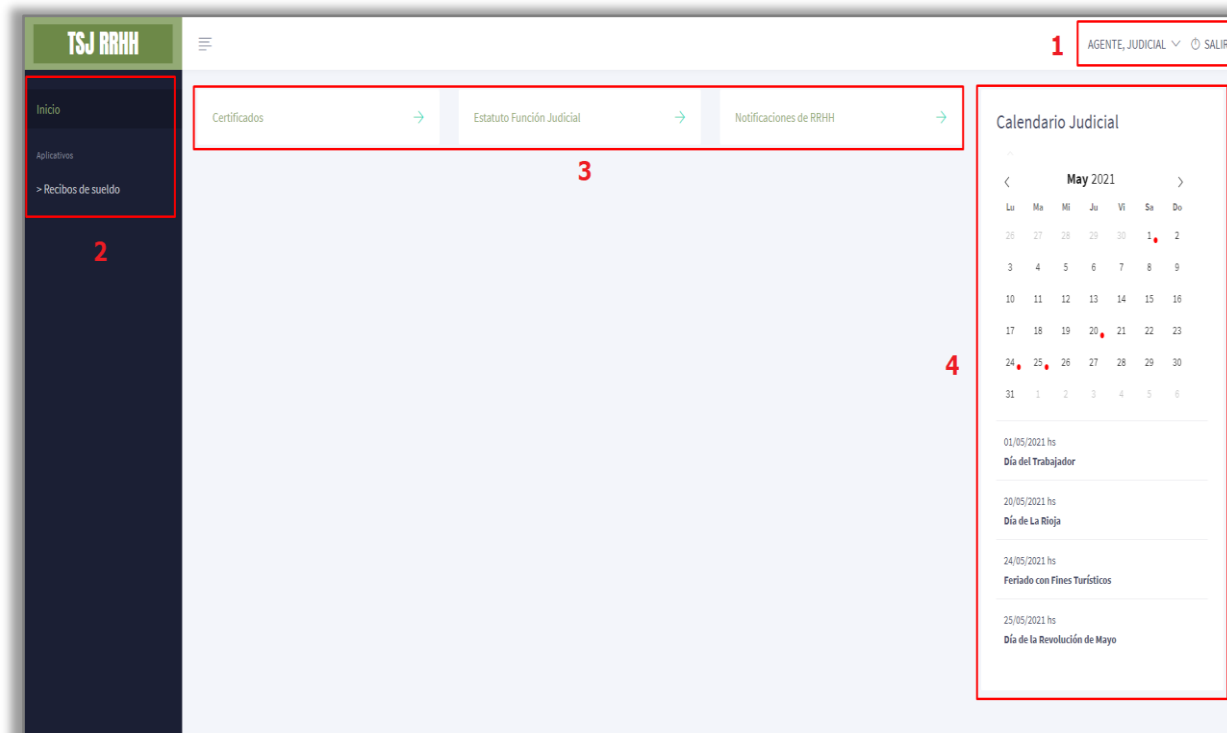 TSJ RRHH
1
AGENTE, JUDICIAL
SALIR
Inicio
Aplicativos
> Recibos de sueldo
2
Certificados
Estatuto Función Judicial
Notificaciones de RRHH
3
4
Calendario Judicial
May 2021
Lu Ma Mi Ju Vi Sa Do
26 27 28 29 30 1 2
3 4 5 6 7 8 9
10 11 12 13 14 15 16
17 18 19 20 21 22 23
24 25 26 27 28 29 30
31 1 2 3 4 5 6
01/05/2021 hs
Día del Trabajador
20/05/2021 hs
Día de La Rioja
24/05/2021 hs
Feriado con Fines Turísticos
25/05/2021 hs
Día de la Revolución de Mayo